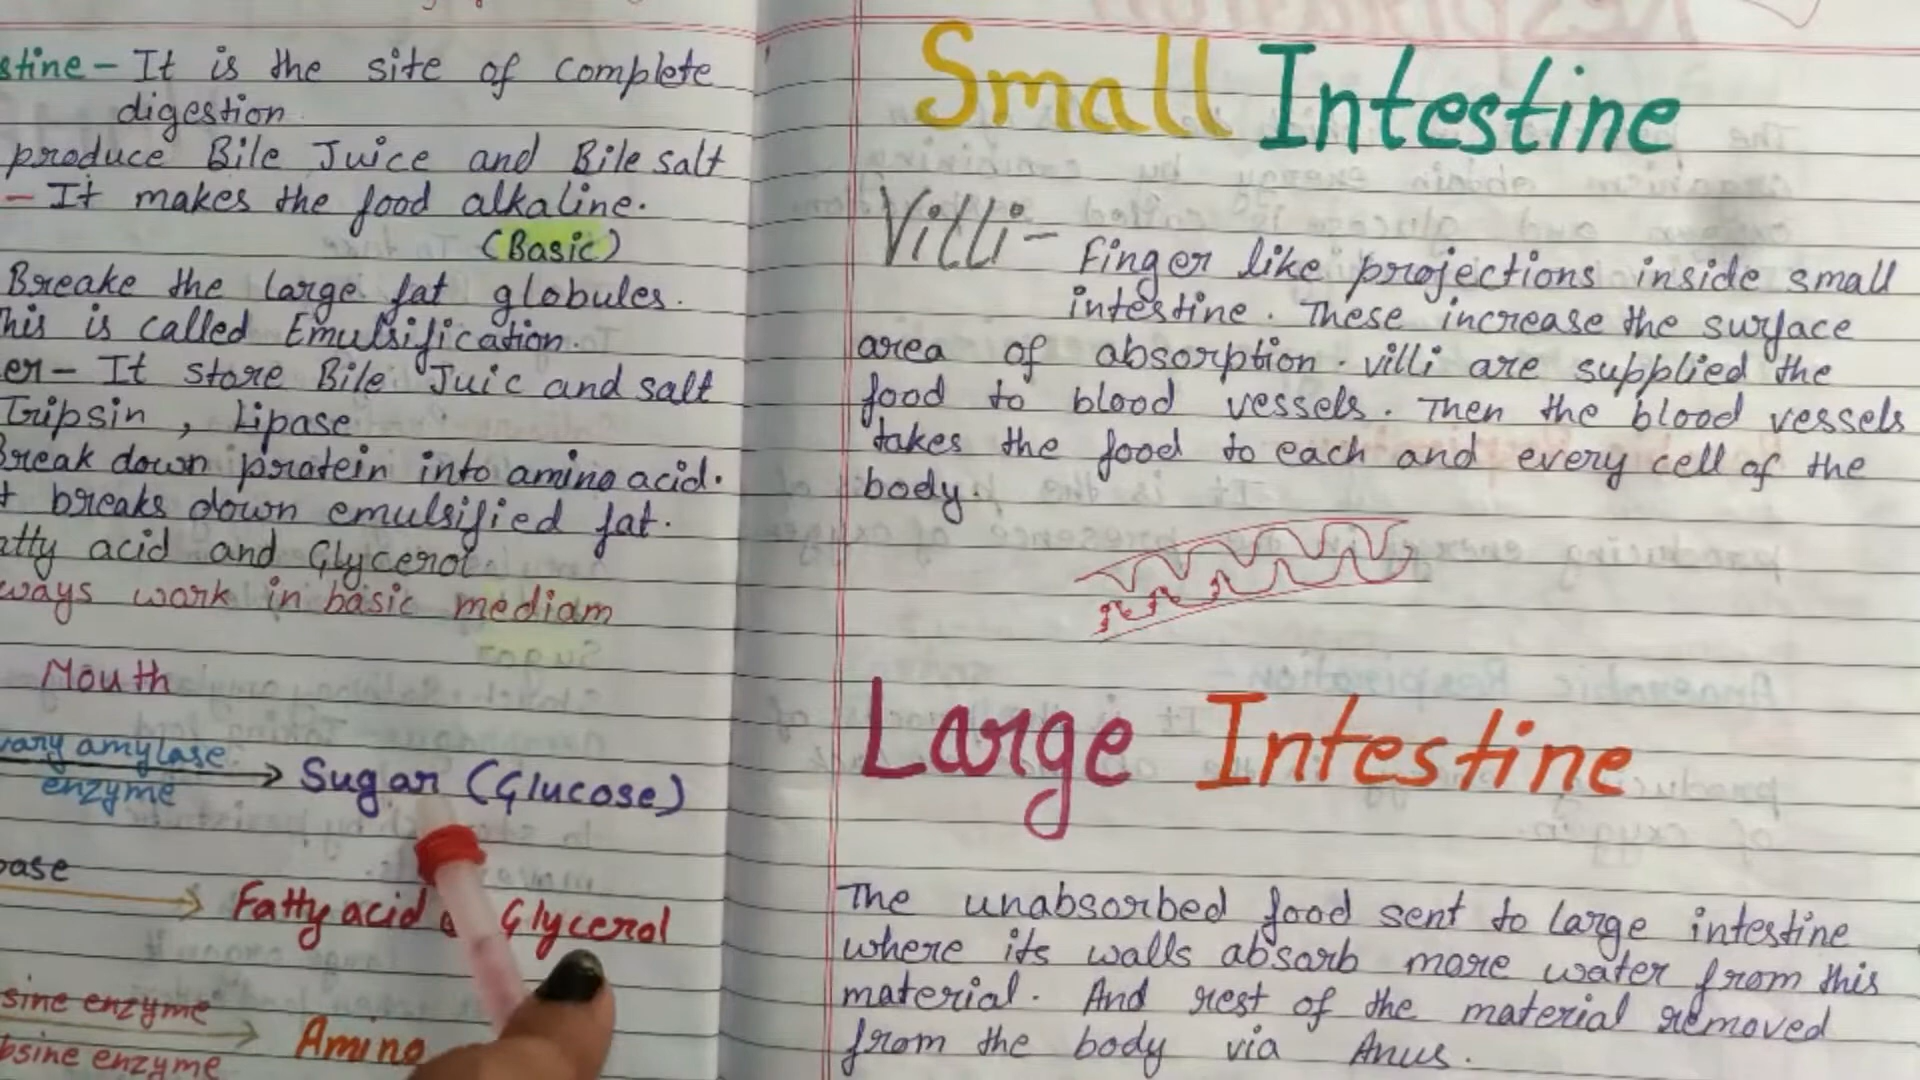 stine - It is the site of complete
digestion
produce Bile Juice and Bile salt
- It makes the food alkaline.
(Basic)
Breake the large fat globules.
his is called Emulsification.
er - It store Bile Juic and salt
Tripsin , Lipase
Break down protein into amino acid.
t breaks down emulsified fat.
atty acid and Glycerol
ways work in basic mediam
Mouth
vary amylase
enzyme
→ Sugar (Glucose)
pase
→ Fatty acid Glycerol
sine enzyme
psine enzyme
→ Amino
Small Intestine
Villi - Finger like projections inside small
intestine. These increase the surface
area of absorption. villi are supplied the
food to blood vessels. Then the blood vessels
takes the food to each and every cell of the
body.
Large Intestine
The unabsorbed food sent to large intestine
where its walls absorb more water from this
material. And rest of the material removed
from the body via Anus.